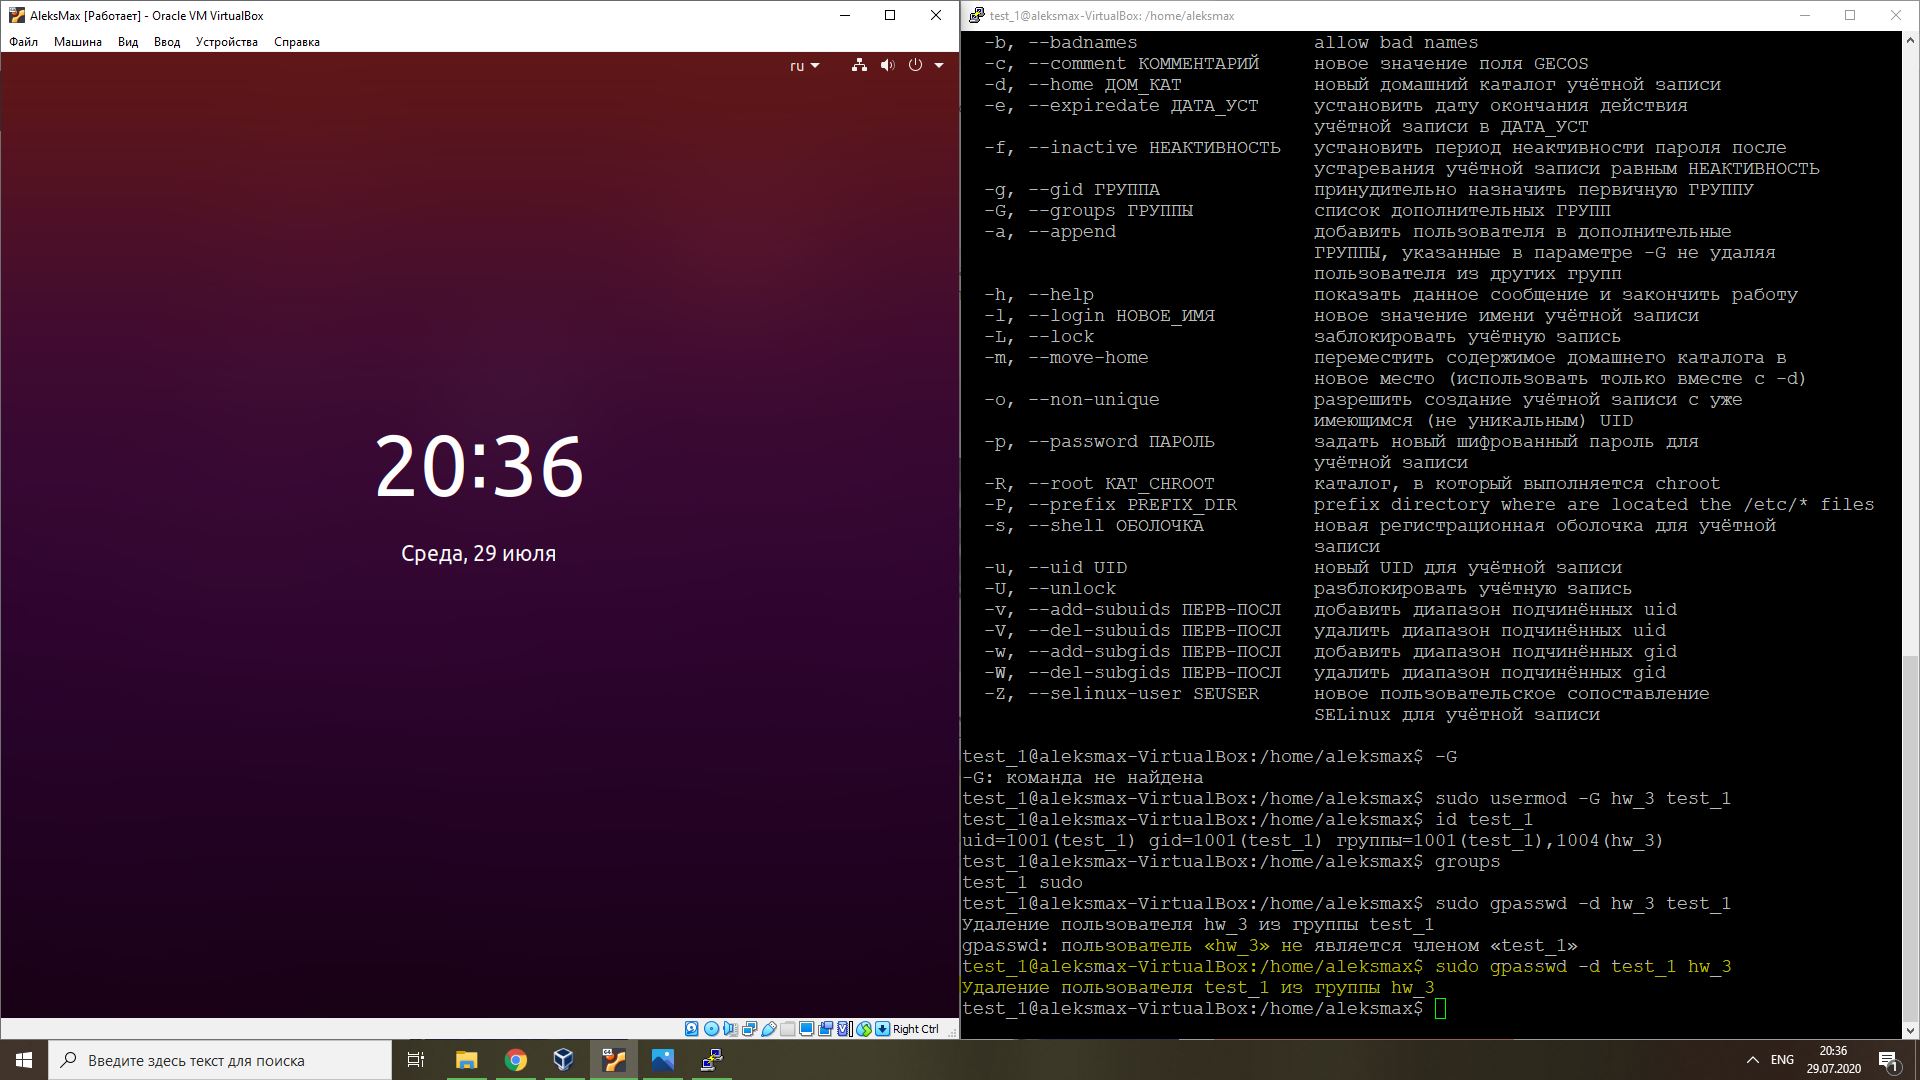 AleksMax [Работает] - Oracle VM VirtualBox
Файл Машина Вид Ввод Устройства Справка
ru
20:36
Среда, 29 июля
Right Ctrl
test_1@aleksmax-VirtualBox: /home/aleksmax
-b, --badnames allow bad names
-c, --comment КОММЕНТАРИЙ новое значение поля GECOS
-d, --home ДОМ_КАТ новый домашний каталог учётной записи
-e, --expiredate ДАТА_УСТ установить дату окончания действия
учётной записи в ДАТА_УСТ
-f, --inactive НЕАКТИВНОСТЬ установить период неактивности пароля после
устаревания учётной записи равным НЕАКТИВНОСТЬ
-g, --gid ГРУППА принудительно назначить первичную ГРУППУ
-G, --groups ГРУППЫ список дополнительных ГРУПП
-a, --append добавить пользователя в дополнительные
ГРУППЫ, указанные в параметре -G не удаляя
пользователя из других групп
-h, --help показать данное сообщение и закончить работу
-l, --login НОВОЕ_ИМЯ новое значение имени учётной записи
-L, --lock заблокировать учётную запись
-m, --move-home переместить содержимое домашнего каталога в
новое место (использовать только вместе с -d)
-o, --non-unique разрешить создание учётной записи с уже
имеющимся (не уникальным) UID
-p, --password ПАРОЛЬ задать новый шифрованный пароль для
учётной записи
-R, --root КАТ_CHROOT каталог, в который выполняется chroot
-P, --prefix PREFIX_DIR prefix directory where are located the /etc/* files
-s, --shell ОБОЛОЧКА новая регистрационная оболочка для учётной
записи
-u, --uid UID новый UID для учётной записи
-U, --unlock разблокировать учётную запись
-v, --add-subuids ПЕРВ-ПОСЛ добавить диапазон подчинённых uid
-V, --del-subuids ПЕРВ-ПОСЛ удалить диапазон подчинённых uid
-w, --add-subgids ПЕРВ-ПОСЛ добавить диапазон подчинённых gid
-W, --del-subgids ПЕРВ-ПОСЛ удалить диапазон подчинённых gid
-Z, --selinux-user SEUSER новое пользовательское сопоставление
SELinux для учётной записи
test_1@aleksmax-VirtualBox:/home/aleksmax$ -G
-G: команда не найдена
test_1@aleksmax-VirtualBox:/home/aleksmax$ sudo usermod -G hw_3 test_1
test_1@aleksmax-VirtualBox:/home/aleksmax$ id test_1
uid=1001(test_1) gid=1001(test_1) группы=1001(test_1),1004(hw_3)
test_1@aleksmax-VirtualBox:/home/aleksmax$ groups
test_1 sudo
test_1@aleksmax-VirtualBox:/home/aleksmax$ sudo gpasswd -d hw_3 test_1
Удаление пользователя hw_3 из группы test_1
gpasswd: пользователь «hw_3» не является членом «test_1»
test_1@aleksmax-VirtualBox:/home/aleksmax$ sudo gpasswd -d test_1 hw_3
Удаление пользователя test_1 из группы hw_3
test_1@aleksmax-VirtualBox:/home/aleksmax$
Введите здесь текст для поиска
ENG
20:36
29.07.2020
1